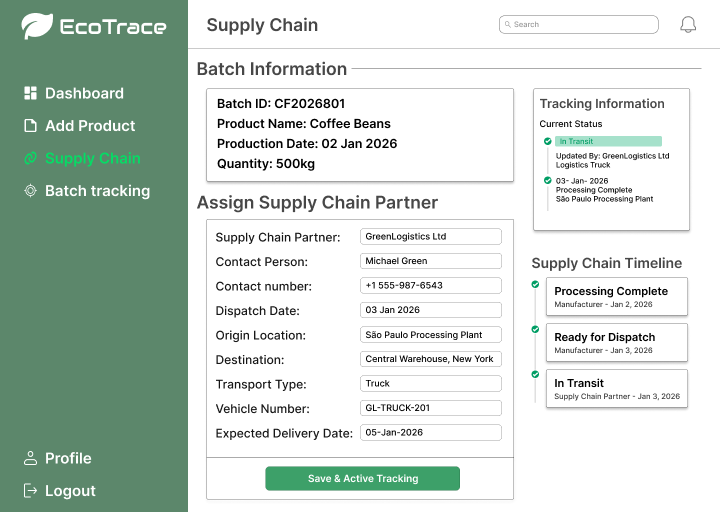 EcoTrace
Dashboard
Add Product
Supply Chain
Batch tracking
Profile
Logout
Supply Chain
Search
Batch Information
Batch ID: CF2026801
Product Name: Coffee Beans
Production Date: 02 Jan 2026
Quantity: 500kg
Assign Supply Chain Partner
Supply Chain Partner: GreenLogistics Ltd
Contact Person: Michael Green
Contact number: +1 555-987-6543
Dispatch Date: 03 Jan 2026
Origin Location: São Paulo Processing Plant
Destination: Central Warehouse, New York
Transport Type: Truck
Vehicle Number: GL-TRUCK-201
Expected Delivery Date: 05-Jan-2026
Save & Active Tracking
Tracking Information
Current Status
In Transit
Updated By: GreenLogistics Ltd
Logistics Truck
03- Jan- 2026
Processing Complete
São Paulo Processing Plant
Supply Chain Timeline
Processing Complete
Manufacturer - Jan 2, 2026
Ready for Dispatch
Manufacturer - Jan 3, 2026
In Transit
Supply Chain Partner - Jan 3, 2026